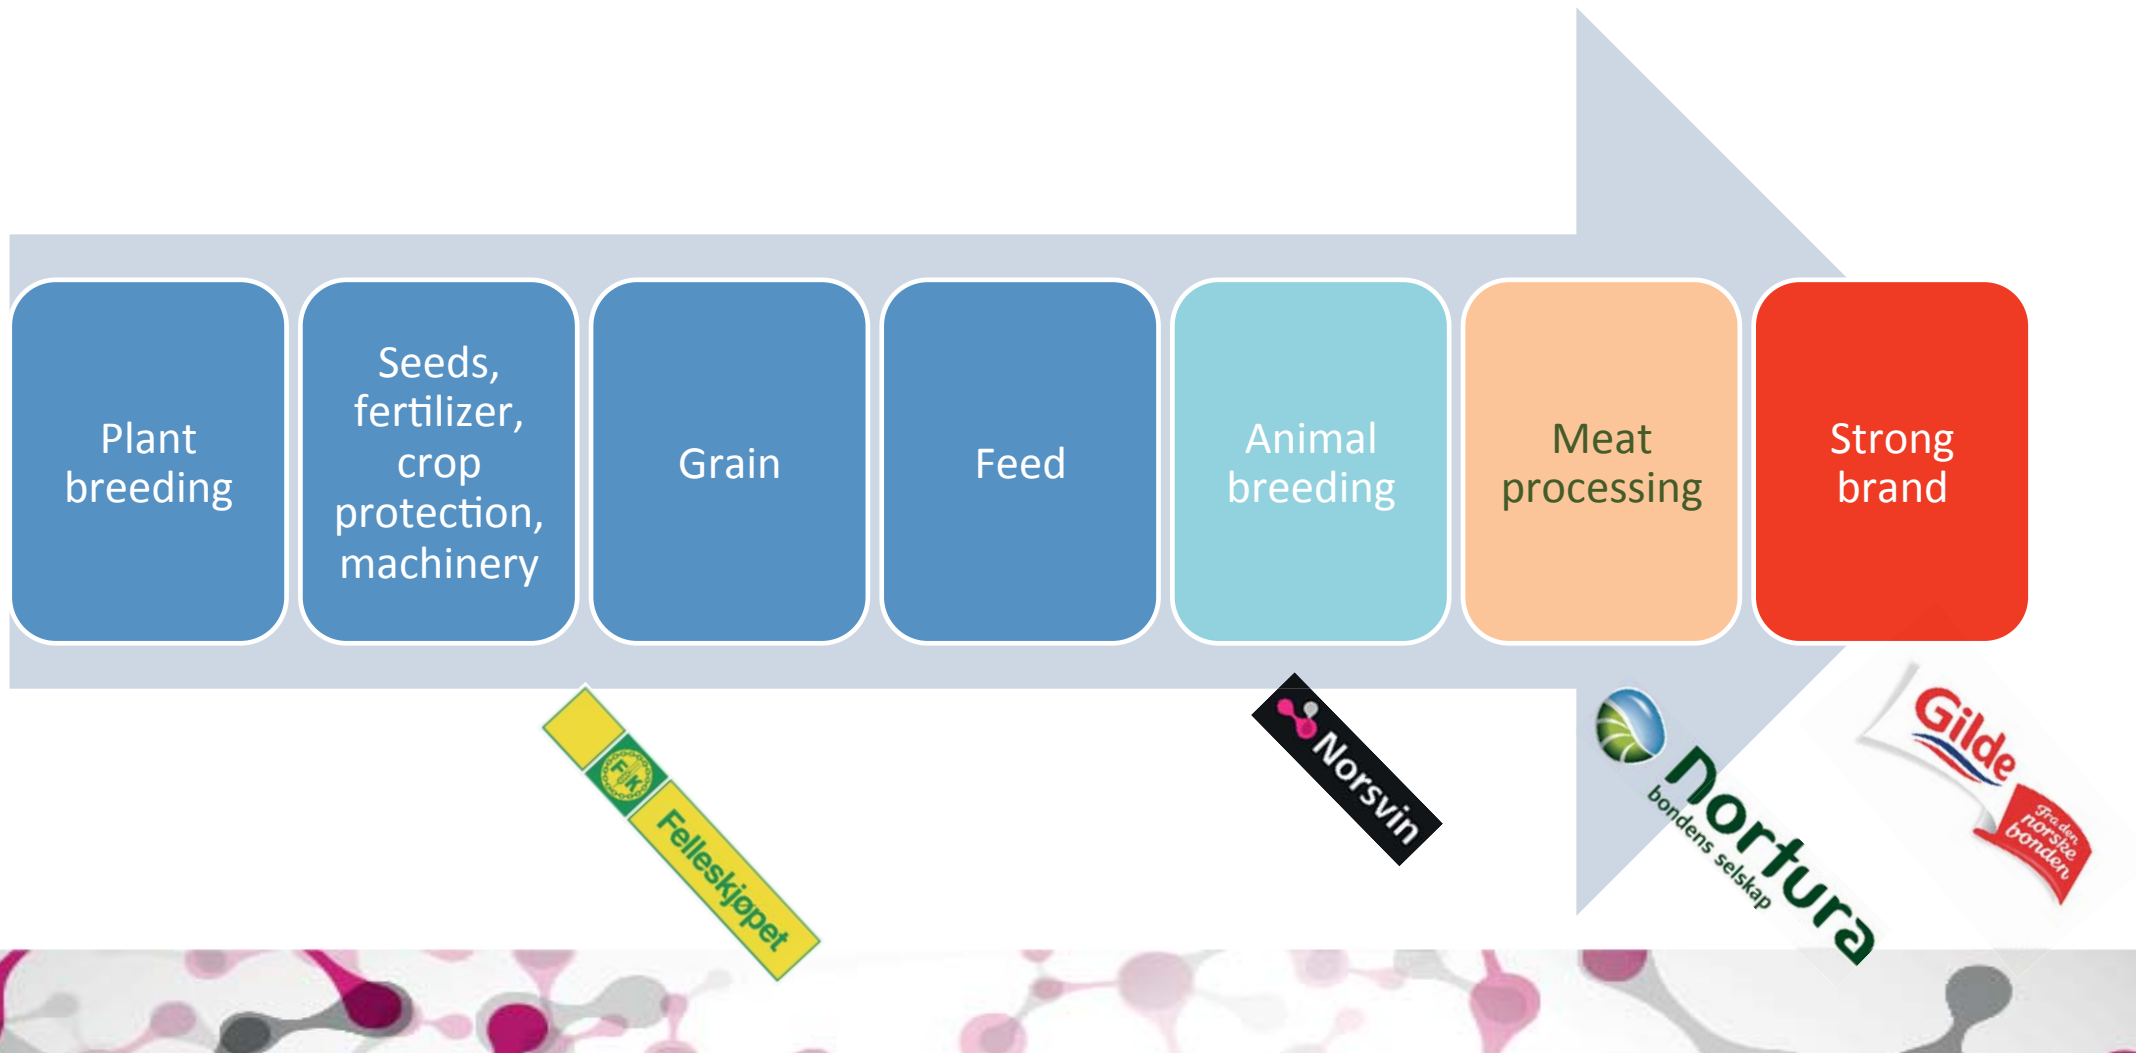 Plant
breeding
Seeds,
fertilizer,
crop
protection,
machinery
Grain
Feed
Animal
breeding
Meat
processing
Strong
brand
FK
Felleskjøpet
Norsvin
nortura
bondens selskap
Gilde
Fra den
norske
bonden